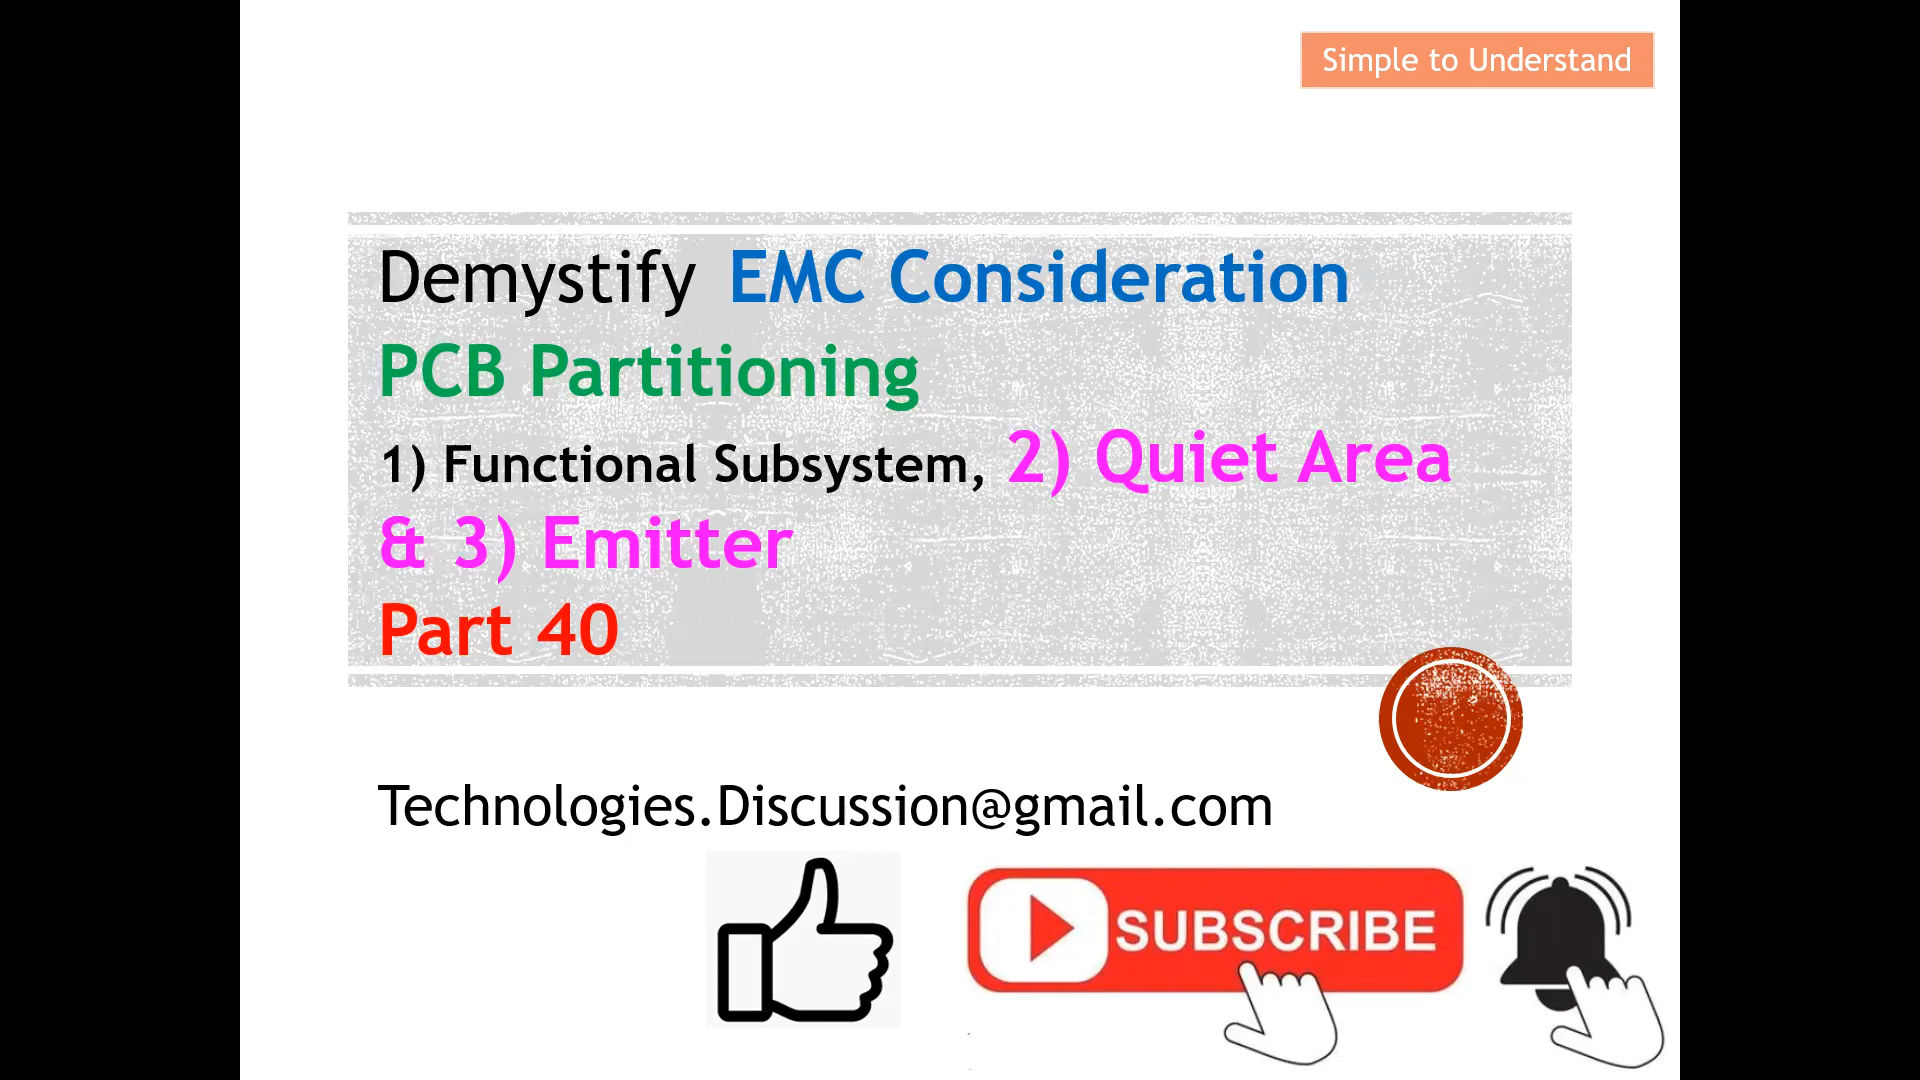 Simple to Understand
Demystify EMC Consideration
PCB Partitioning
1) Functional Subsystem, 2) Quiet Area
& 3) Emitter
Part 40
Technologies.Discussion@gmail.com
SUBSCRIBE